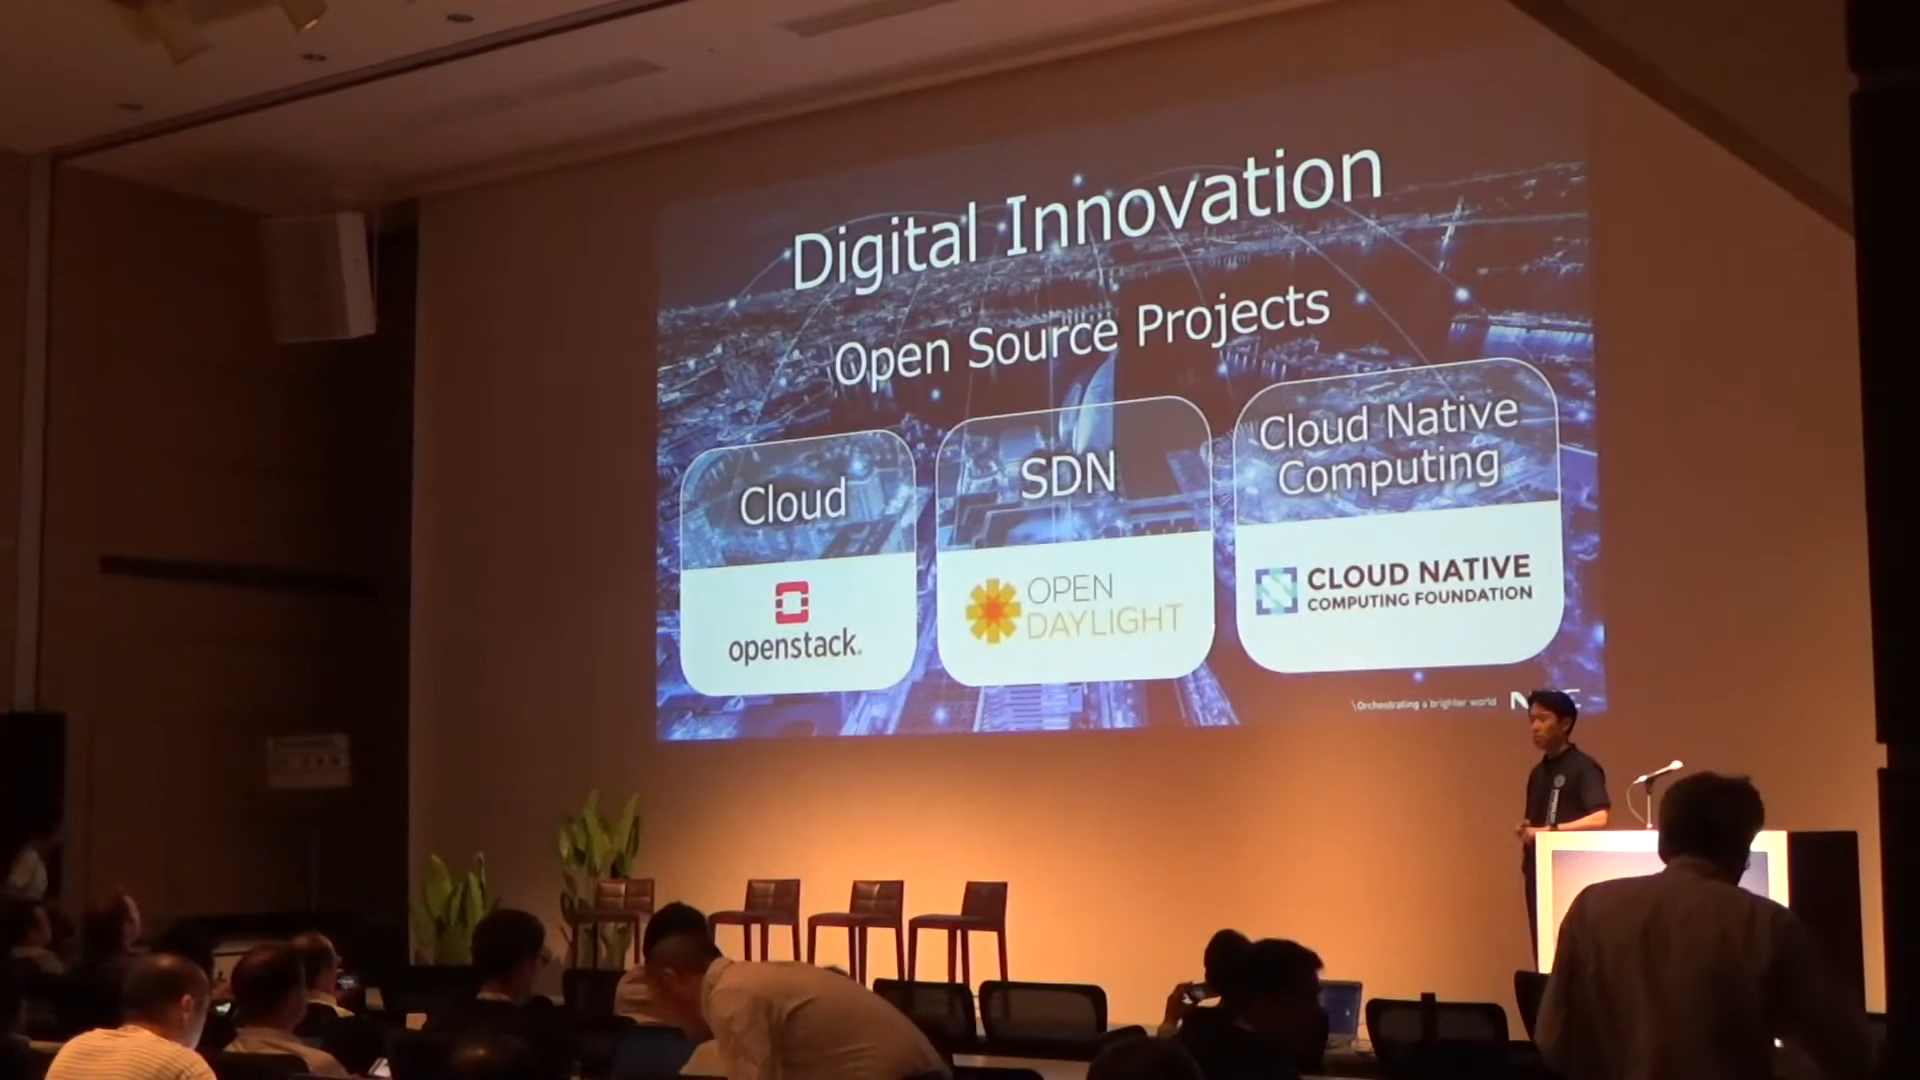 Digital Innovation
Open Source Projects
Cloud
SDN
Cloud Native
Computing
openstack.
OPEN
DAYLIGHT
CLOUD NATIVE
COMPUTING FOUNDATION
\Orchestrating a brighter world